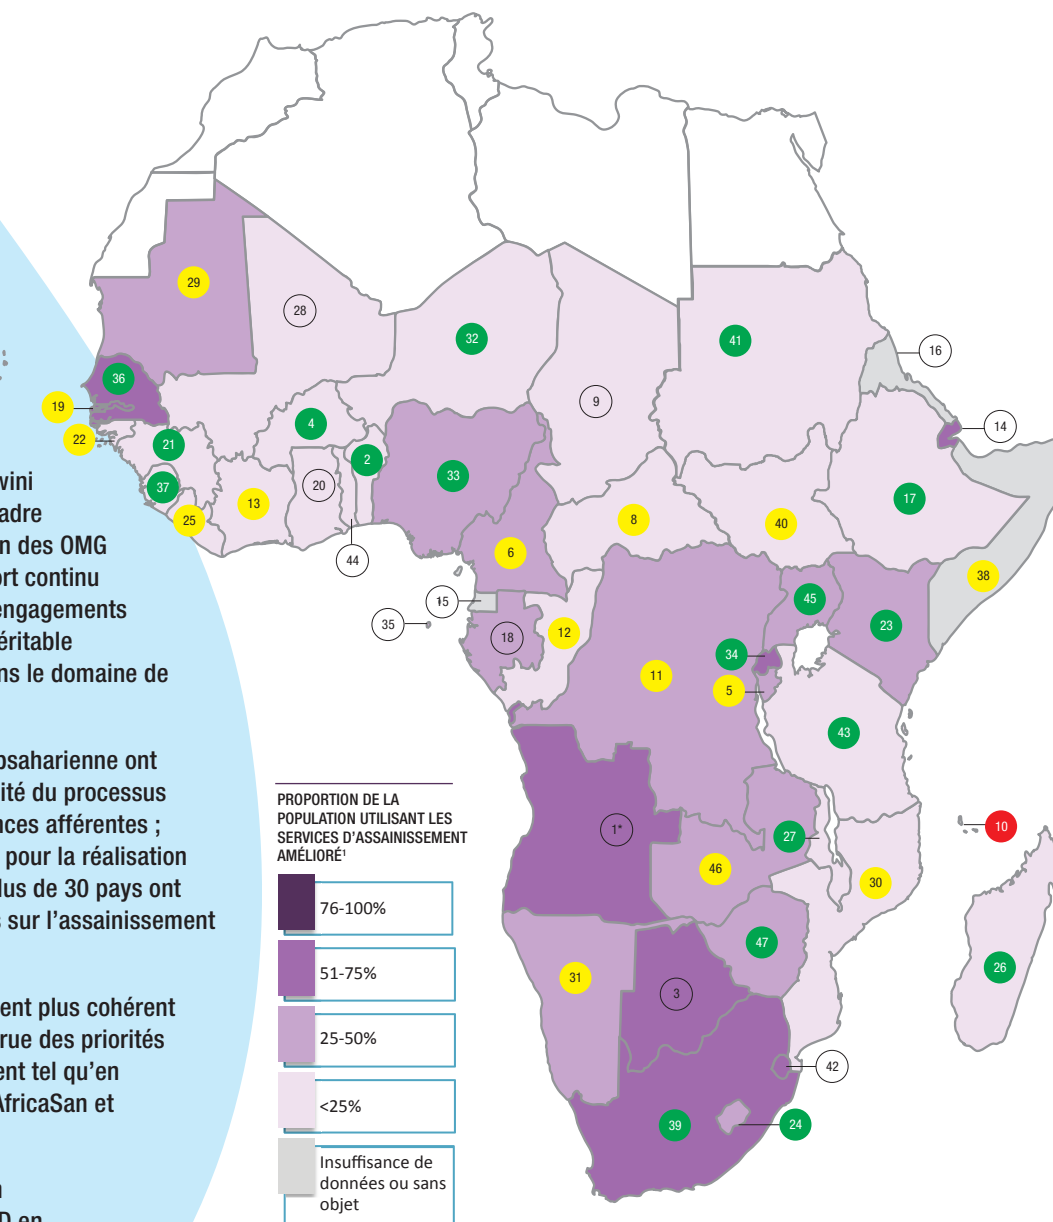 vini
adre
n des OMG
ort continu
engagements
éritable
ns le domaine de
bsaharienne ont
ité du processus
nces afférentes ;
pour la réalisation
lus de 30 pays ont
s sur l’assainissement
ent plus cohérent
rue des priorités
ent tel qu’en
AfricaSan et
n
D en
PROPORTION DE LA
POPULATION UTILISANT LES
SERVICES D’ASSAINISSEMENT
AMÉLIORÉ¹
76-100%
51-75%
25-50%
<25%
Insuffisance de
données ou sans
objet
29
28
32
41
16
36
19
4
9
14
22
21
2
33
17
37
20
13
25
8
40
6
44
38
15
45
35
18
12
23
34
11
5
43
1*
27
10
46
30
47
31
3
26
42
39
24